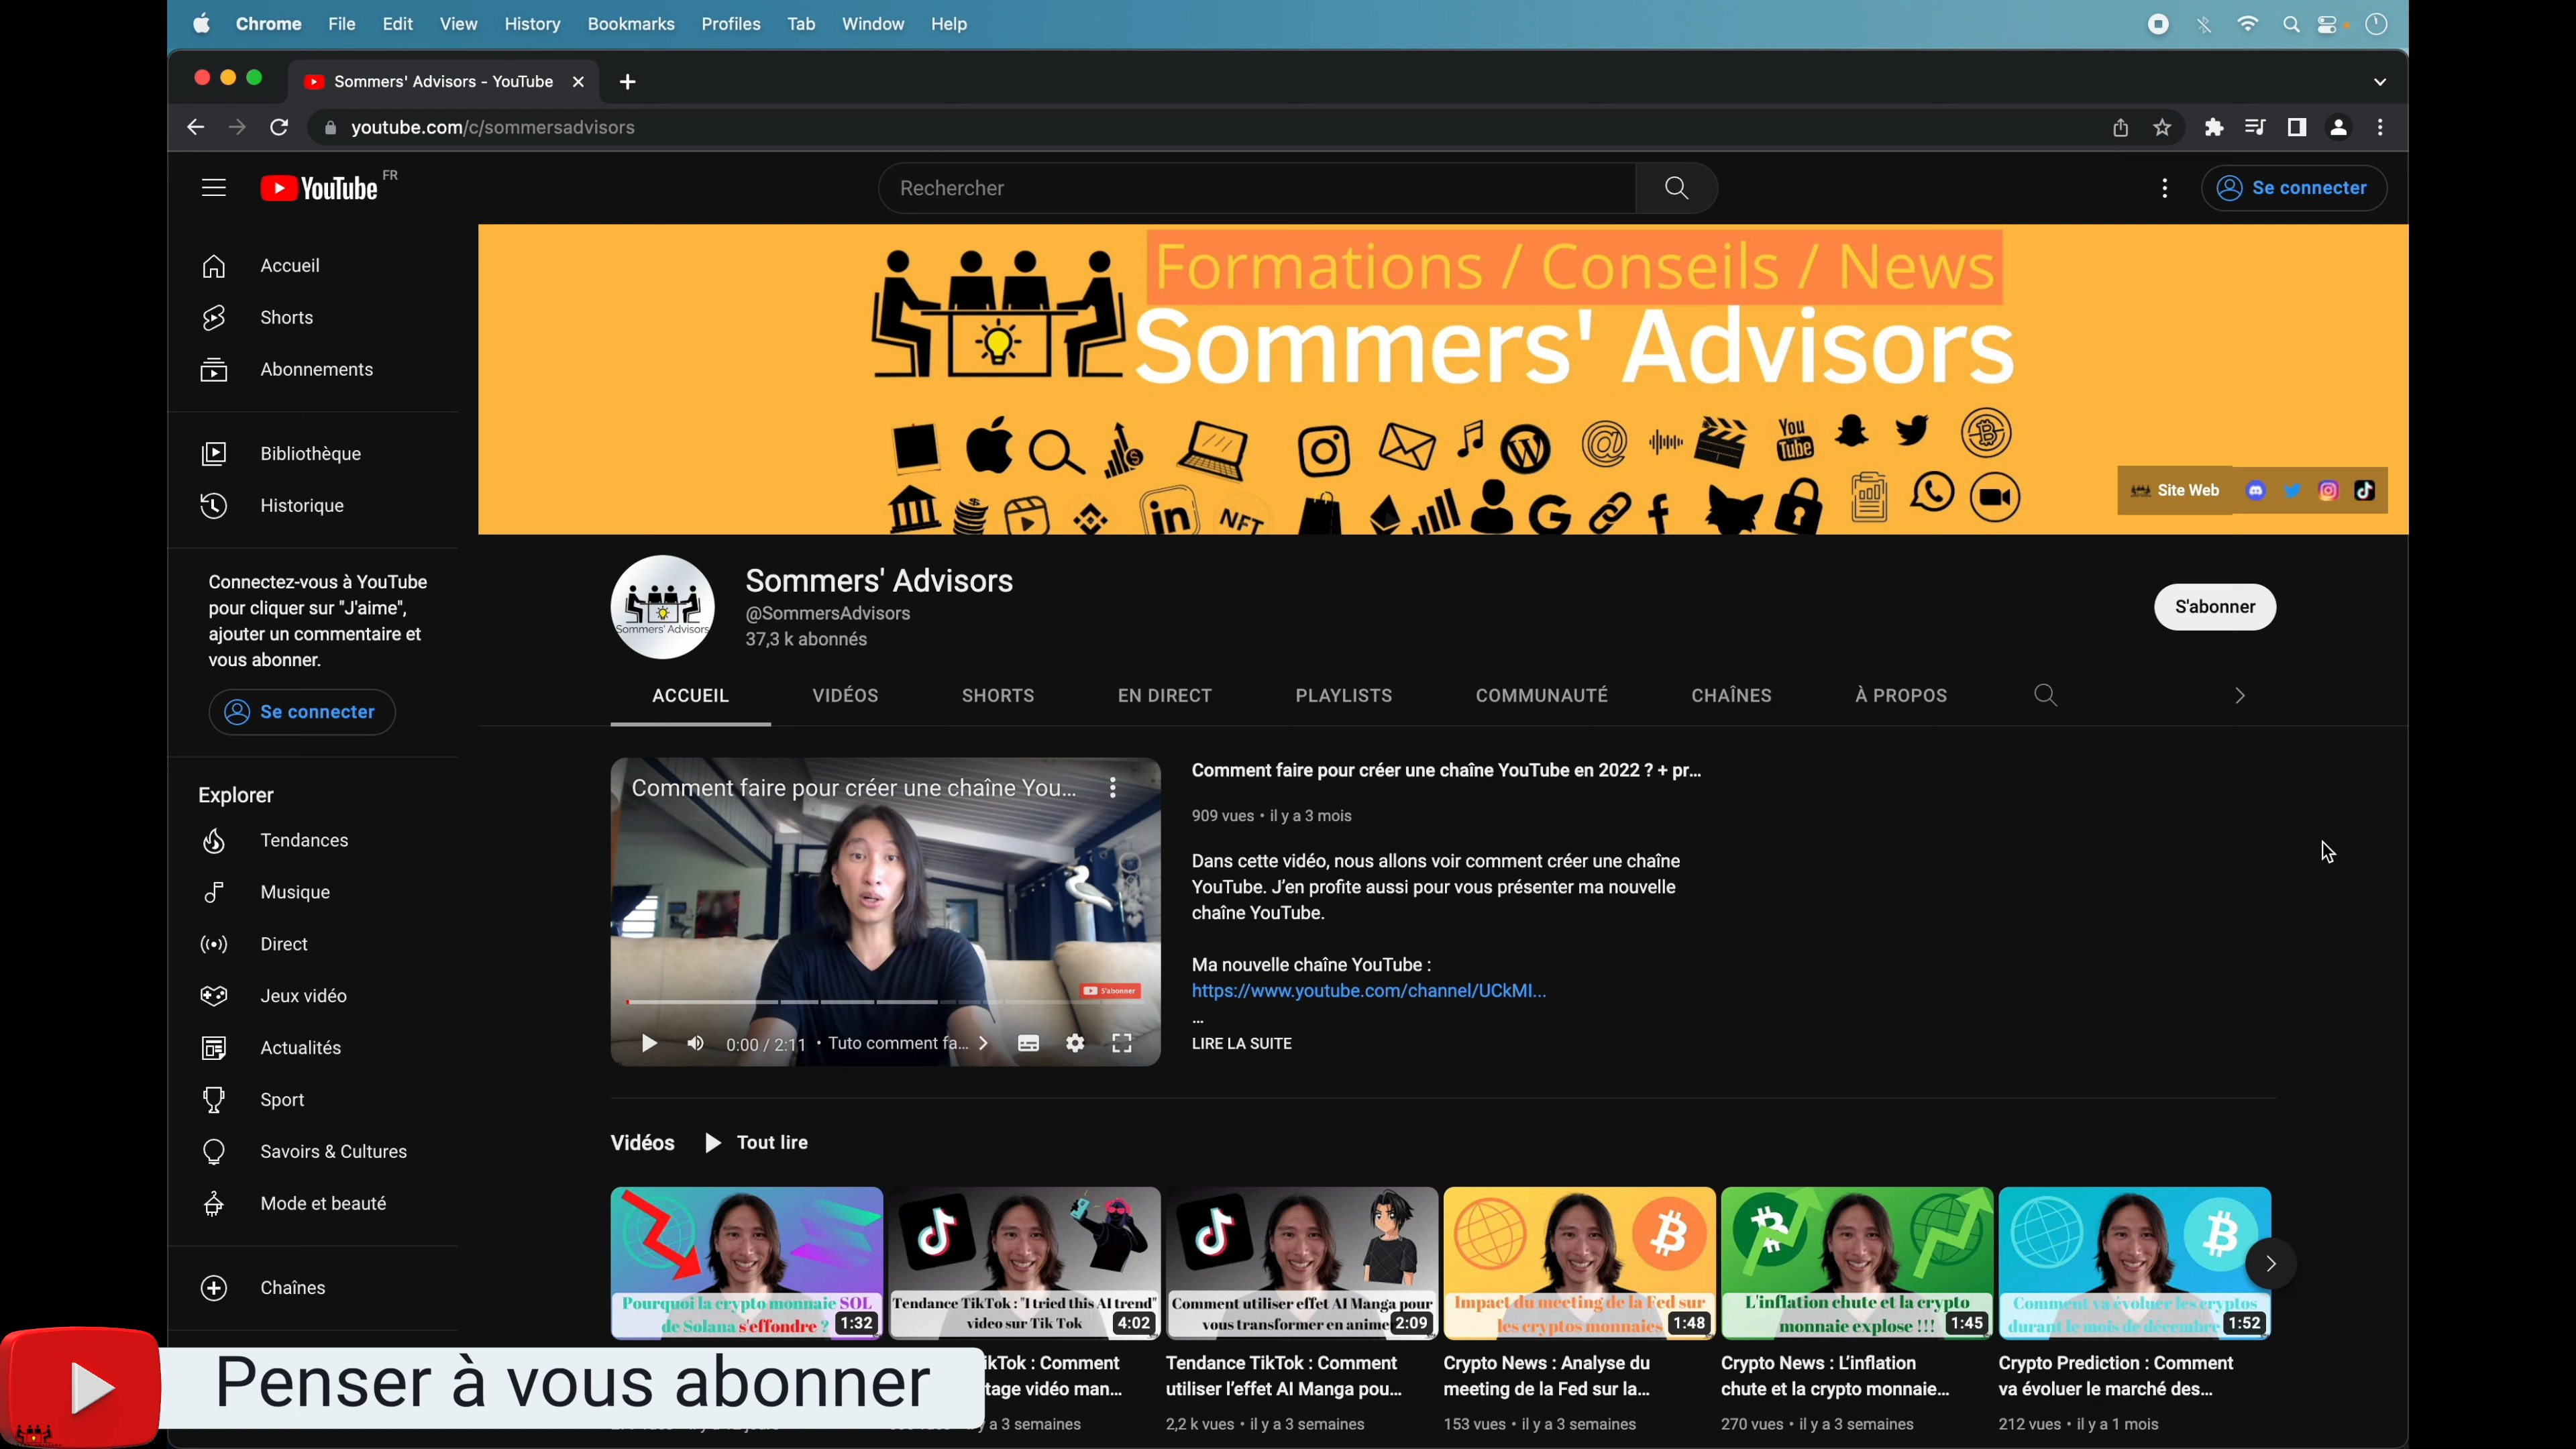 Chrome File Edit View History Bookmarks Profiles Tab Window Help
Sommers' Advisors - YouTube
youtube.com/c/sommersadvisors
YouTube FR
Rechercher
Se connecter
Accueil
Shorts
Abonnements
Bibliothèque
Historique
Connectez-vous à YouTube
pour cliquer sur "J'aime",
ajouter un commentaire et
vous abonner.
Se connecter
Explorer
Tendances
Musique
Direct
Jeux vidéo
Actualités
Sport
Savoirs & Cultures
Mode et beauté
Chaînes
Formations / Conseils / News
Sommers' Advisors
You
Tube
in
NFT
Site Web
Sommers' Advisors
Sommers' Advisors
@SommersAdvisors
37,3 k abonnés
S'abonner
ACCUEIL VIDÉOS SHORTS EN DIRECT PLAYLISTS COMMUNAUTÉ CHAÎNES À PROPOS
Comment faire pour créer une chaîne You...
S'abonner
0:00 / 2:11 • Tuto comment fa...
Comment faire pour créer une chaîne YouTube en 2022 ? + pr...
909 vues • il y a 3 mois
Dans cette vidéo, nous allons voir comment créer une chaîne
YouTube. J'en profite aussi pour vous présenter ma nouvelle
chaîne YouTube.
Ma nouvelle chaîne YouTube :
https://www.youtube.com/channel/UCkMI...
...
LIRE LA SUITE
Vidéos Tout lire
Pourquoi la crypto monnaie SOL
de Solana s'effondre ?
1:32
Tendance TikTok : "I tried this AI trend"
video sur Tik Tok
4:02
ikTok : Comment
tage vidéo man...
y a 3 semaines
Comment utiliser effet AI Manga pour
vous transformer en anime
2:09
Tendance TikTok : Comment
utiliser l'effet AI Manga pou...
2,2 k vues • il y a 3 semaines
Impact du meeting de la Fed sur
les cryptos monnaies
1:48
Crypto News : Analyse du
meeting de la Fed sur la...
153 vues • il y a 3 semaines
L'inflation chute et la crypto
monnaie explose !!!
1:45
Crypto News : L'inflation
chute et la crypto monnaie...
270 vues • il y a 3 semaines
Comment va évoluer les cryptos
durant le mois de décembre
1:52
Crypto Prediction : Comment
va évoluer le marché des...
212 vues • il y a 1 mois
Penser à vous abonner